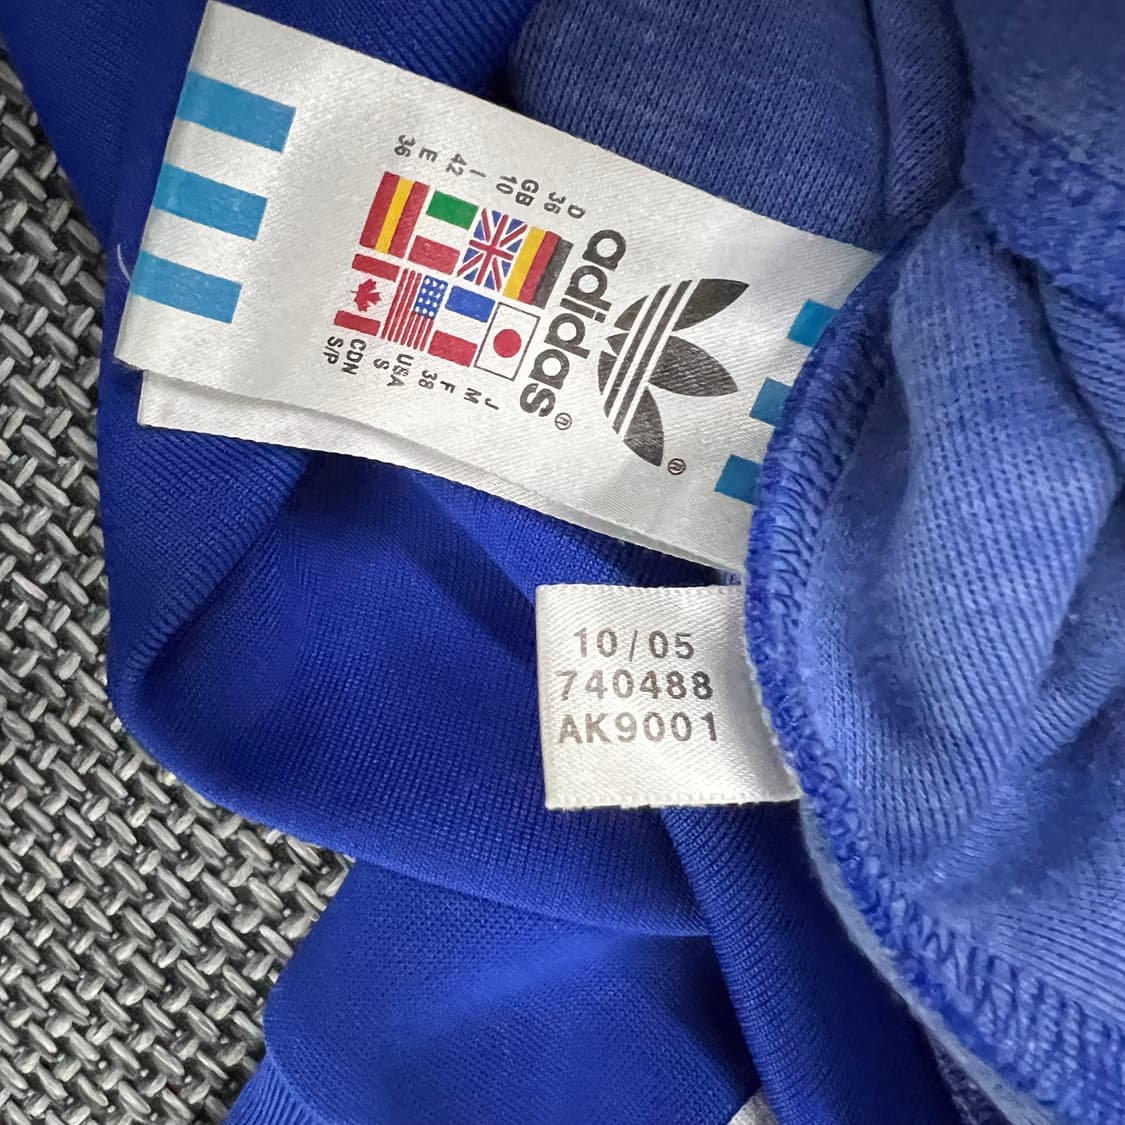 adidas®
®
D GB I E
36 10 42 36
J F USA CDN
M 38 S S/P
10/05
740488
AK9001